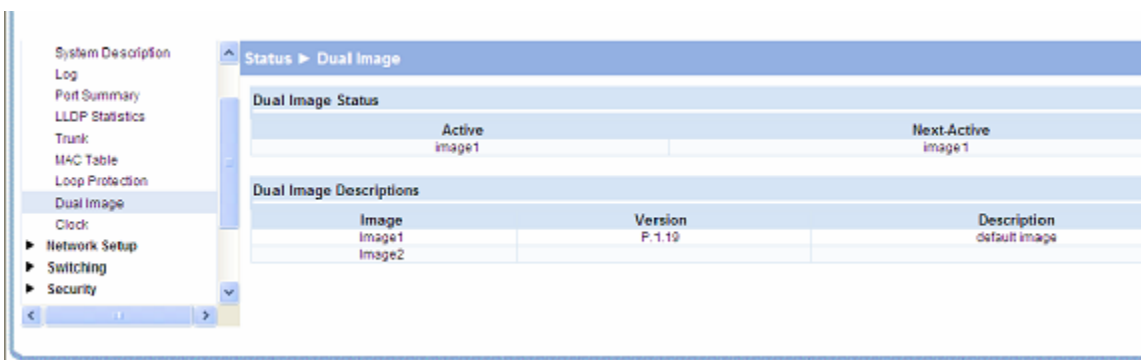 System Description
Log
Port Summary
LLDP Statistics
Trunk
MAC Table
Loop Protection
Dual Image
Clock
Network Setup
Switching
Security
Status ► Dual Image
Dual Image Status
Active Next-Active
image1 image1
Dual Image Descriptions
Image Version Description
Image1 P.1.19 default image
Image2